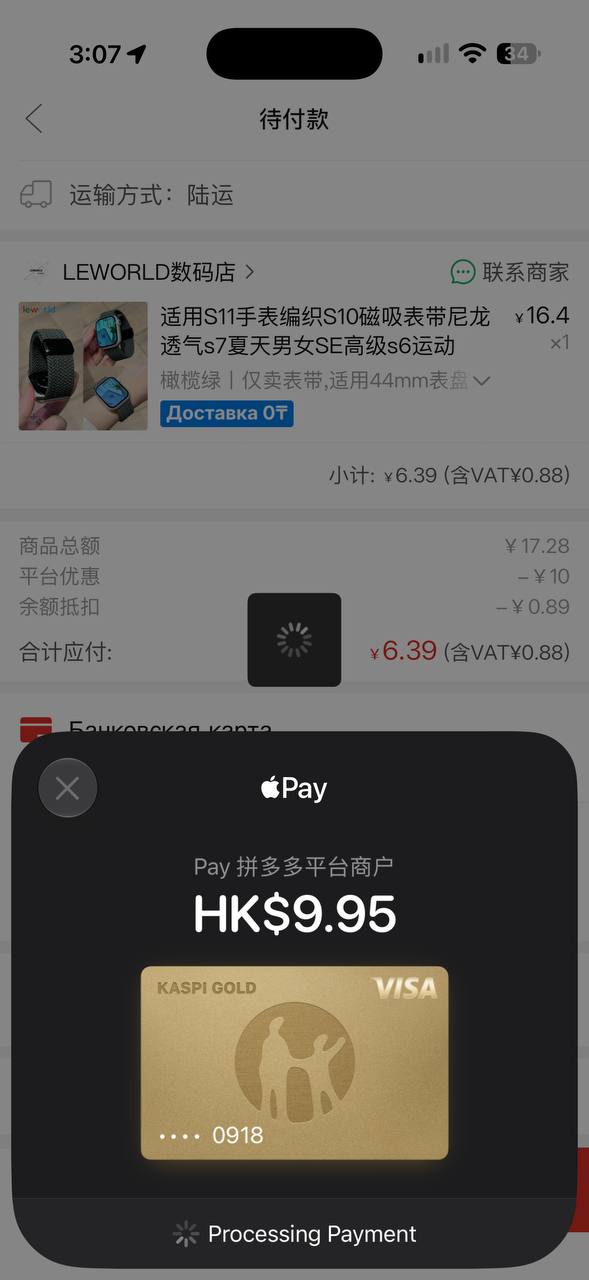 3:07
34
待付款
运输方式：陆运
LEWORLD数码店
联系商家
适用S11手表编织S10磁吸表带尼龙 ¥16.4
透气s7夏天男女SE高级s6运动 ×1
橄榄绿｜仅卖表带,适用44mm表盘
Доставка 0₸
小计: ¥6.39 (含VAT¥0.88)
商品总额 ¥17.28
平台优惠 –¥10
余额抵扣 –¥0.89
合计应付: ¥6.39 (含VAT¥0.88)
Банковская карта
Pay
Pay 拼多多平台商户
HK$9.95
KASPI GOLD VISA
•••• 0918
Processing Payment